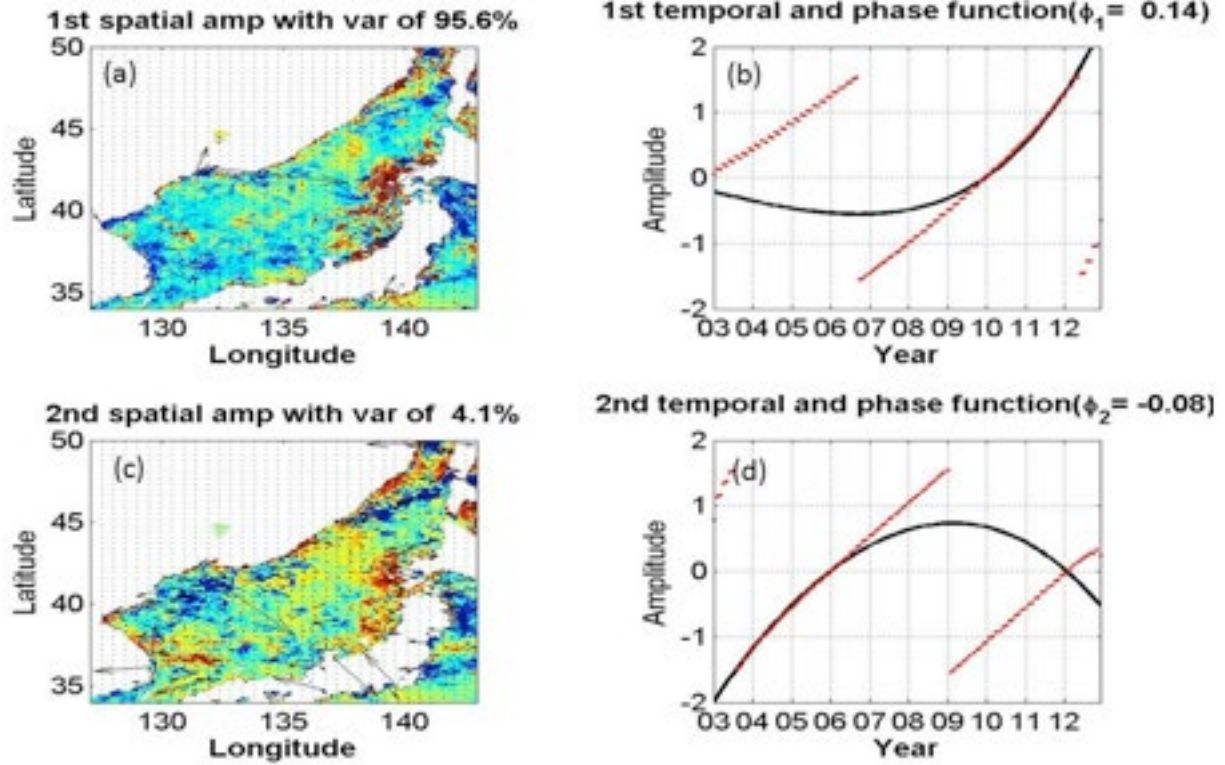 1st spatial amp with var of 95.6%
1st temporal and phase function(ϕ1= 0.14)
(a)
(b)
50
45
40
35
Latitude
130 135 140
Longitude
2
1
0
-1
-2
Amplitude
03 04 05 06 07 08 09 10 11 12
Year
2nd spatial amp with var of 4.1%
2nd temporal and phase function(ϕ2= -0.08)
(c)
(d)
50
45
40
35
Latitude
130 135 140
Longitude
2
1
0
-1
-2
Amplitude
03 04 05 06 07 08 09 10 11 12
Year